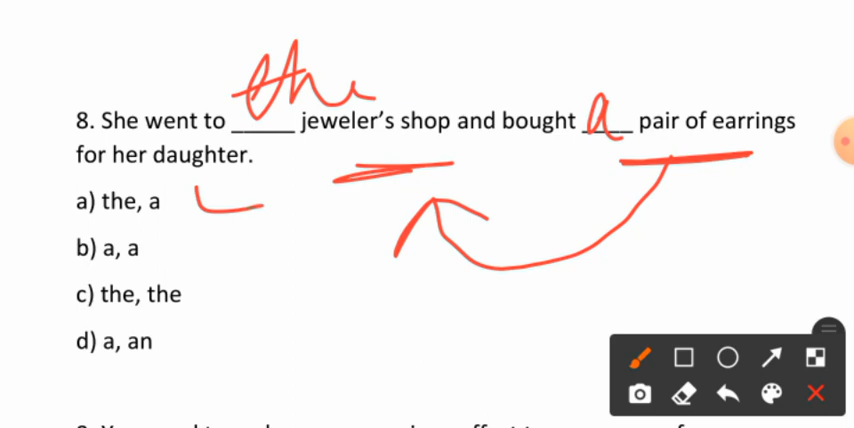 the
8. She went to _____ jeweler's shop and bought a ____ pair of earrings
for her daughter.
a) the, a
b) a, a
c) the, the
d) a, an